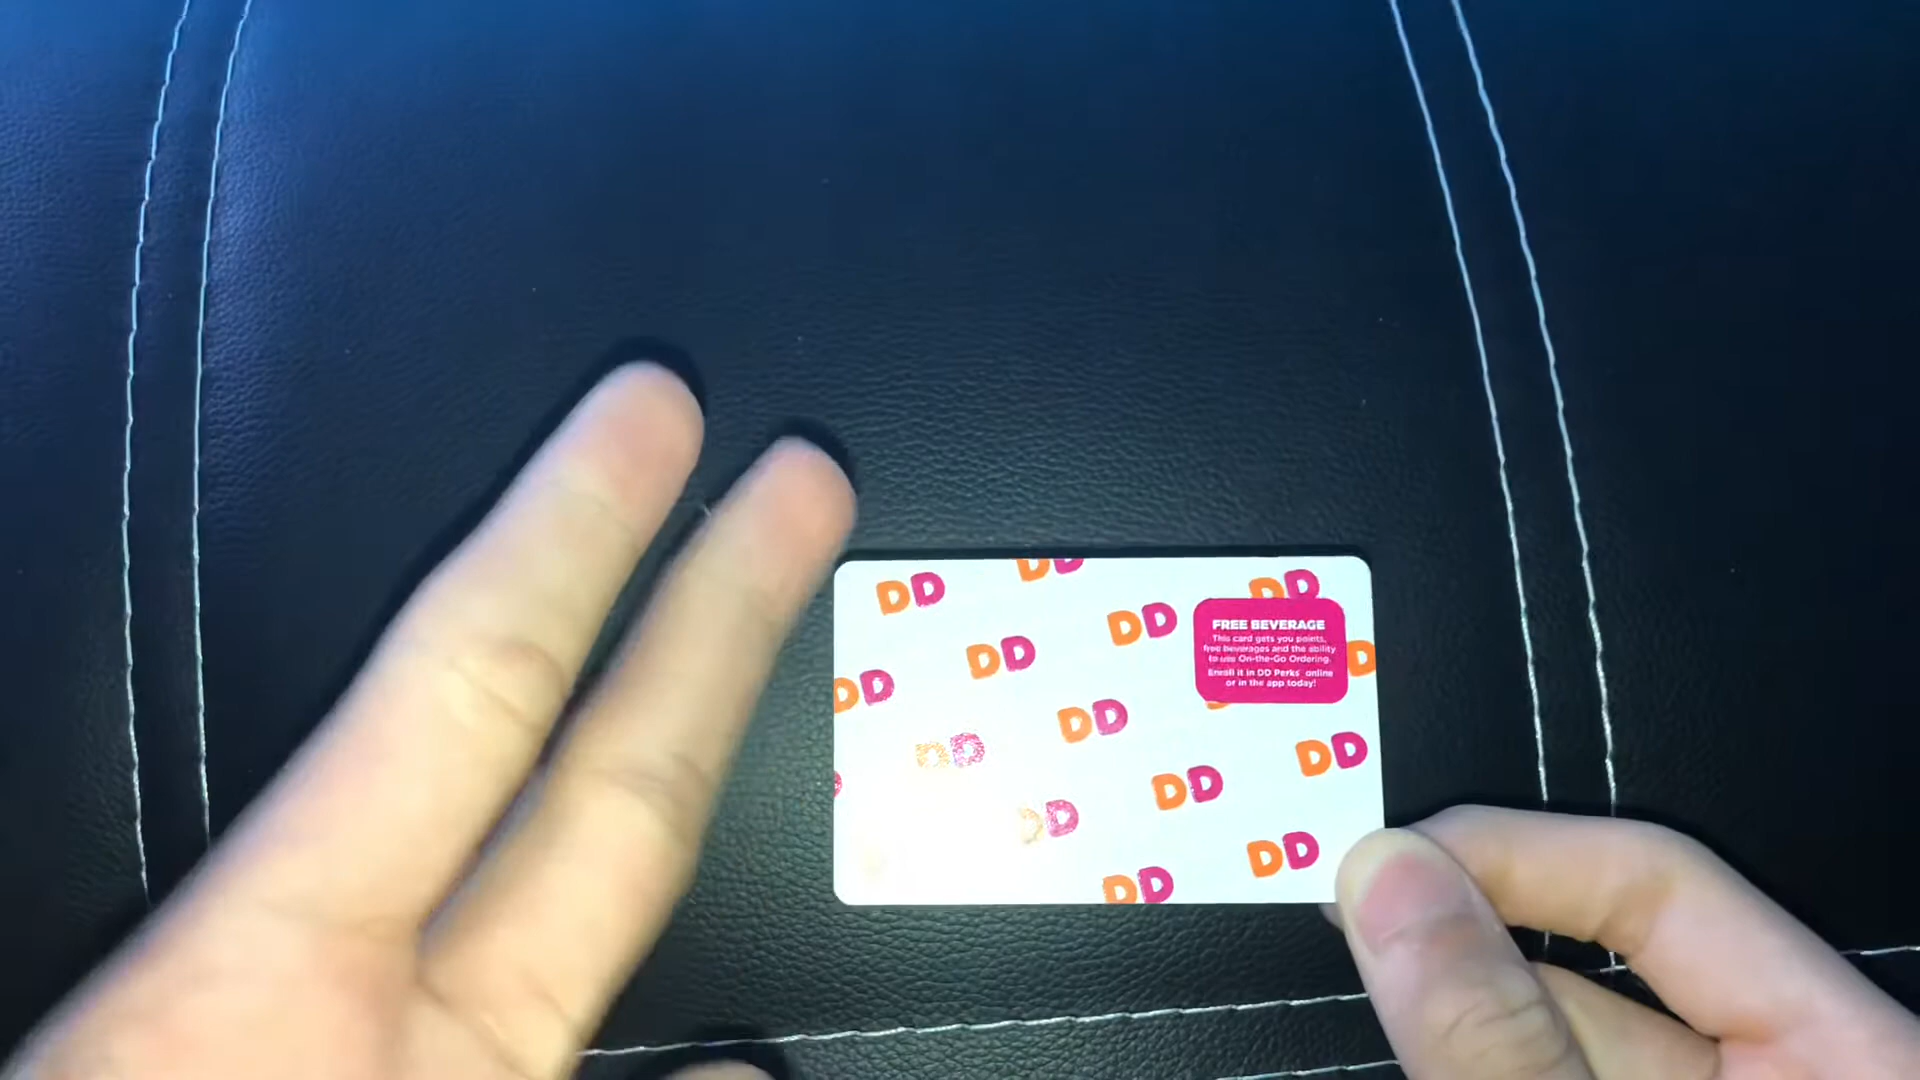 DD
DD
DD
DD
DD
DD
FREE BEVERAGE
This card gets you points,
free beverages and the ability
to use On-the-Go Ordering.
Enroll it in DD Perks online
or in the app today!
D
DD
DD
DD
DD
DD
DD
DD